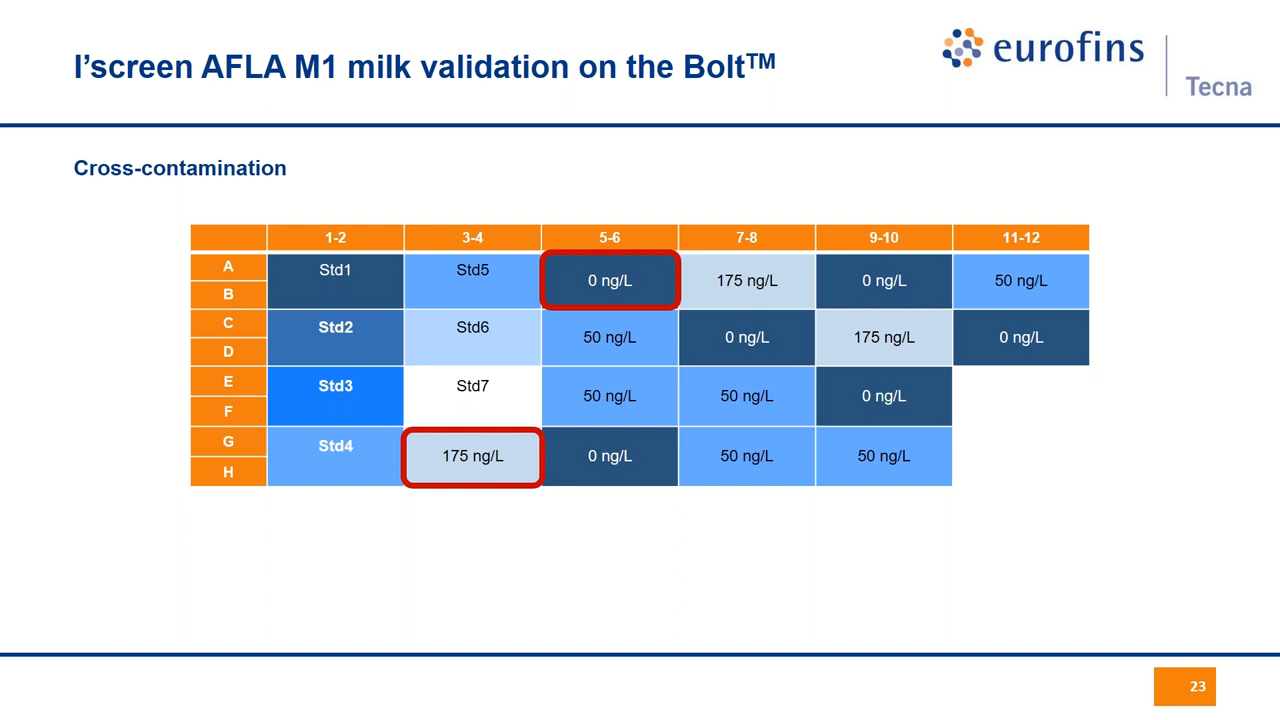 I'screen AFLA M1 milk validation on the Bolt™
eurofins
Tecna
Cross-contamination
1-2 3-4 5-6 7-8 9-10 11-12
A Std1 Std5 0 ng/L 175 ng/L 0 ng/L 50 ng/L
B
C Std2 Std6 50 ng/L 0 ng/L 175 ng/L 0 ng/L
D
E Std3 Std7 50 ng/L 50 ng/L 0 ng/L
F
G Std4 175 ng/L 0 ng/L 50 ng/L 50 ng/L
H
23